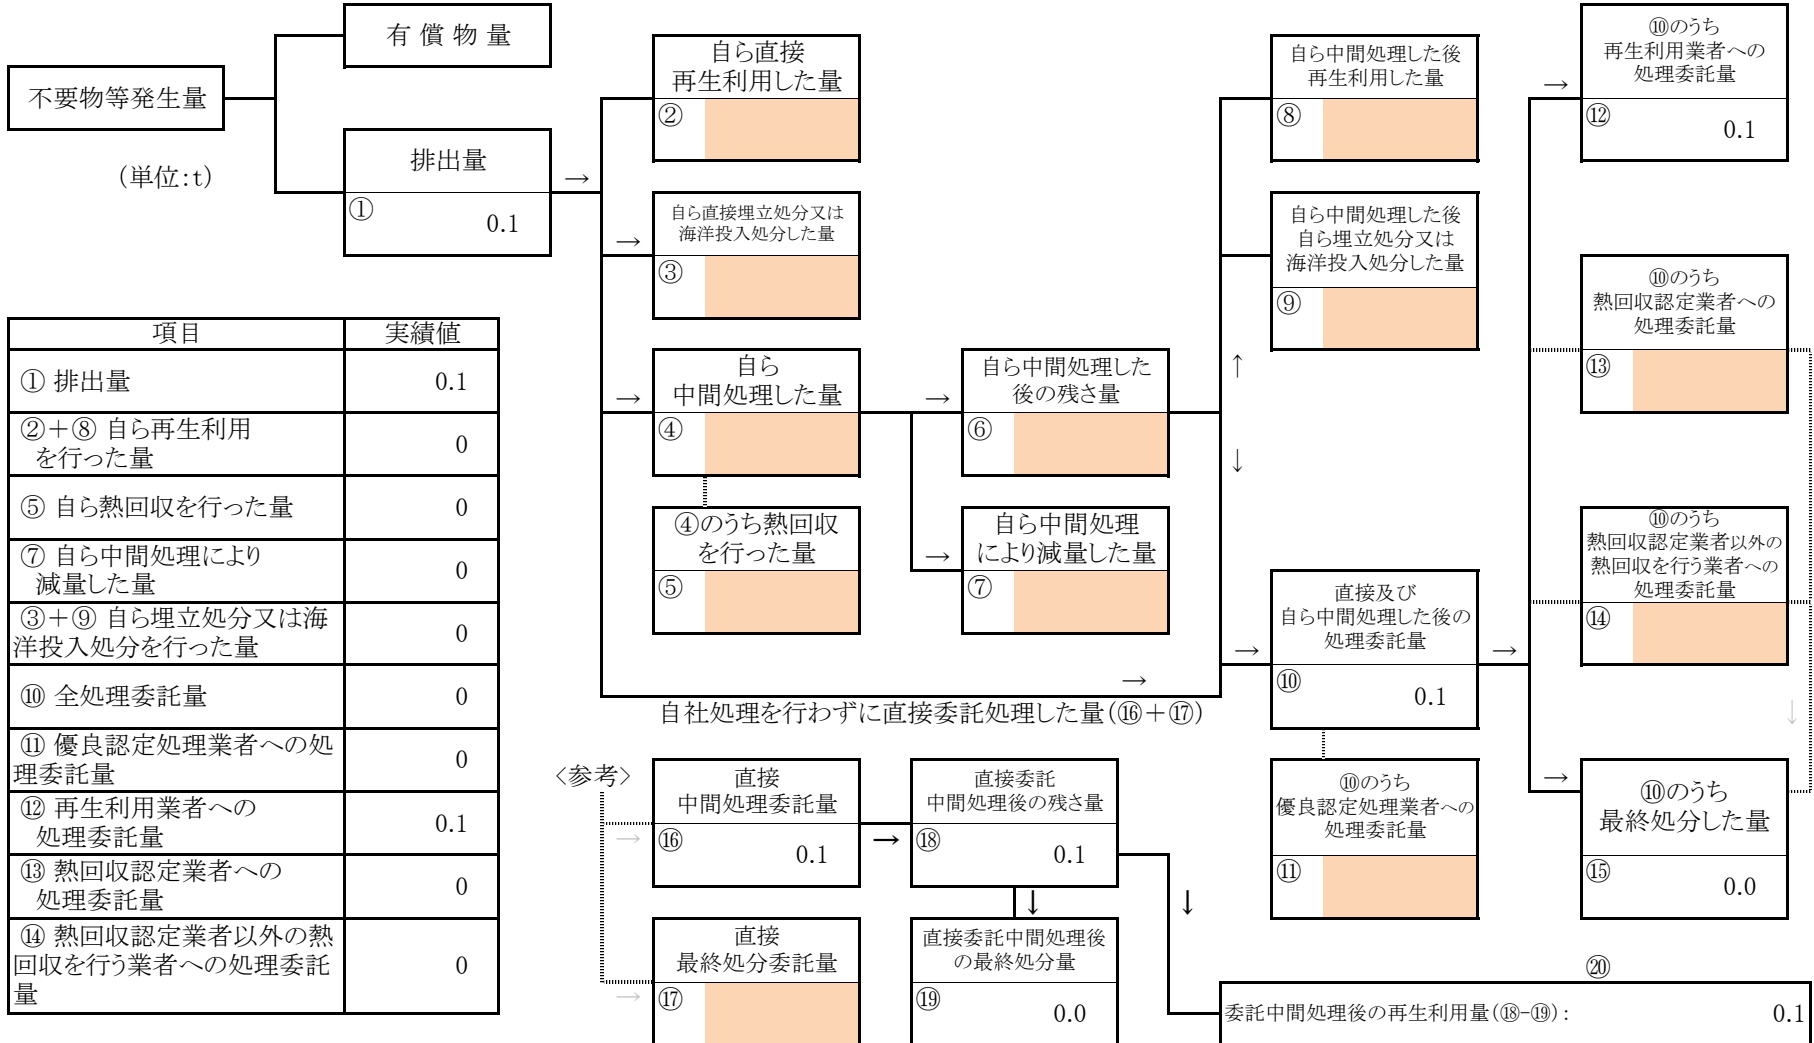 有 償 物 量
不要物等発生量
(単位:t)
排出量
① 0.1
→
自ら直接
再生利用した量
②
→
自ら直接埋立処分又は
海洋投入処分した量
③
→
自ら
中間処理した量
④
④のうち熱回収
を行った量
⑤
→
自ら中間処理した
後の残さ量
⑥
→
自ら中間処理
により減量した量
⑦
↑
↓
自ら中間処理した後
再生利用した量
⑧
自ら中間処理した後
自ら埋立処分又は
海洋投入処分した量
⑨
→
直接及び
自ら中間処理した後の
処理委託量
⑩ 0.1
→
⑩のうち
優良認定処理業者への
処理委託量
⑪
→
⑩のうち
再生利用業者への
処理委託量
⑫ 0.1
⑩のうち
熱回収認定業者への
処理委託量
⑬
⑩のうち
熱回収認定業者以外の
熱回収を行う業者への
処理委託量
⑭
↓
→
⑩のうち
最終処分した量
⑮ 0.0
→
自社処理を行わずに直接委託処理した量(⑯+⑰)
<参考>
→
直接
中間処理委託量
⑯ 0.1
→
直接
最終処分委託量
⑰
→
直接委託
中間処理後の残さ量
⑱ 0.1
↓
直接委託中間処理後
の最終処分量
⑲ 0.0
↓
⑳
委託中間処理後の再生利用量(⑱-⑲): 0.1
項目 実績値
① 排出量 0.1
②+⑧ 自ら再生利用
を行った量 0
⑤ 自ら熱回収を行った量 0
⑦ 自ら中間処理により
減量した量 0
③+⑨ 自ら埋立処分又は海
洋投入処分を行った量 0
⑩ 全処理委託量 0
⑪ 優良認定処理業者への処
理委託量 0
⑫ 再生利用業者への
処理委託量 0.1
⑬ 熱回収認定業者への
処理委託量 0
⑭ 熱回収認定業者以外の熱
回収を行う業者への処理委託
量 0